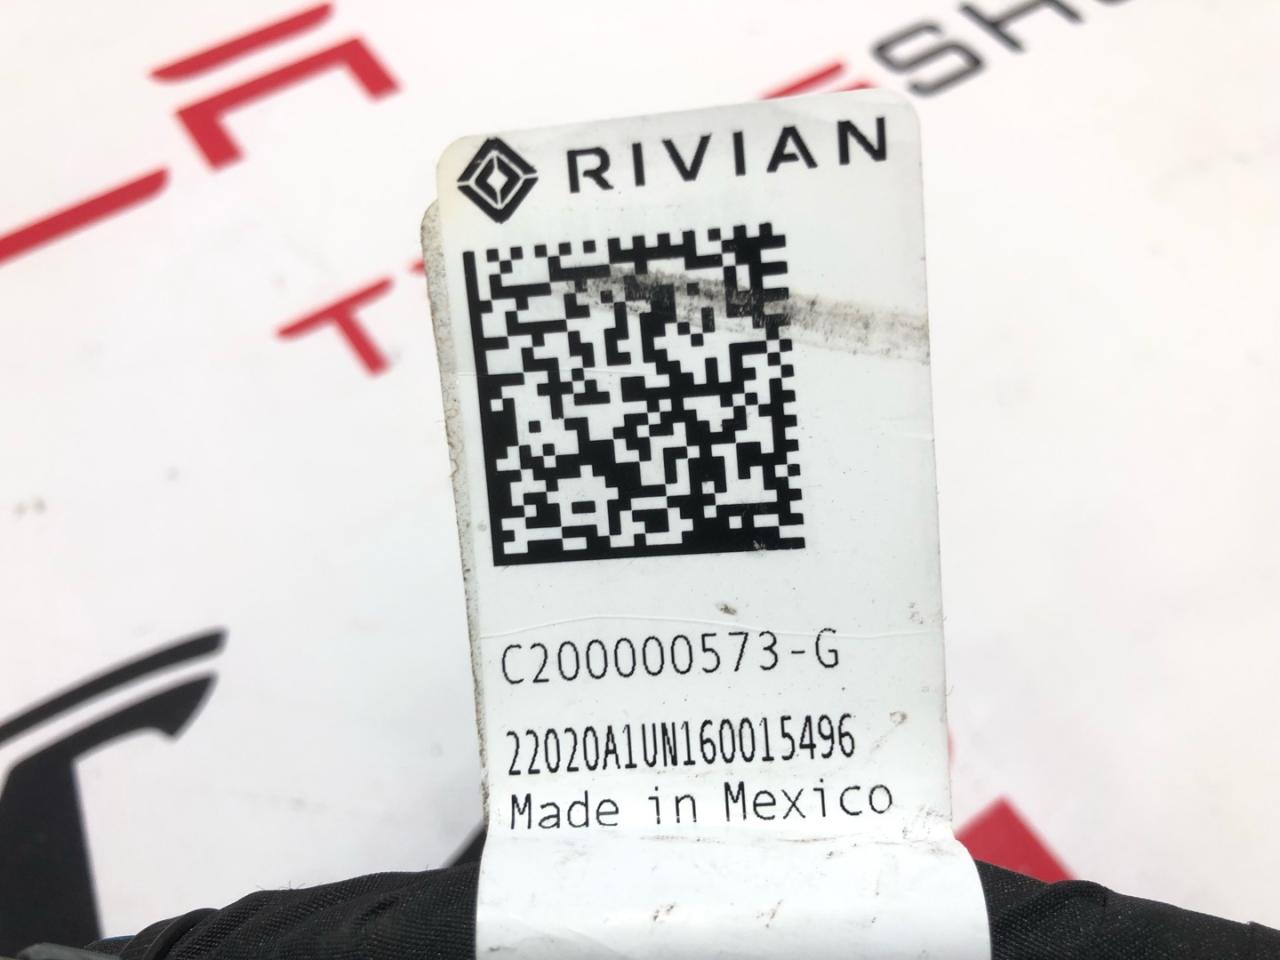 RIVIAN
C200000573-G
22020A1UN160015496
Made in Mexico